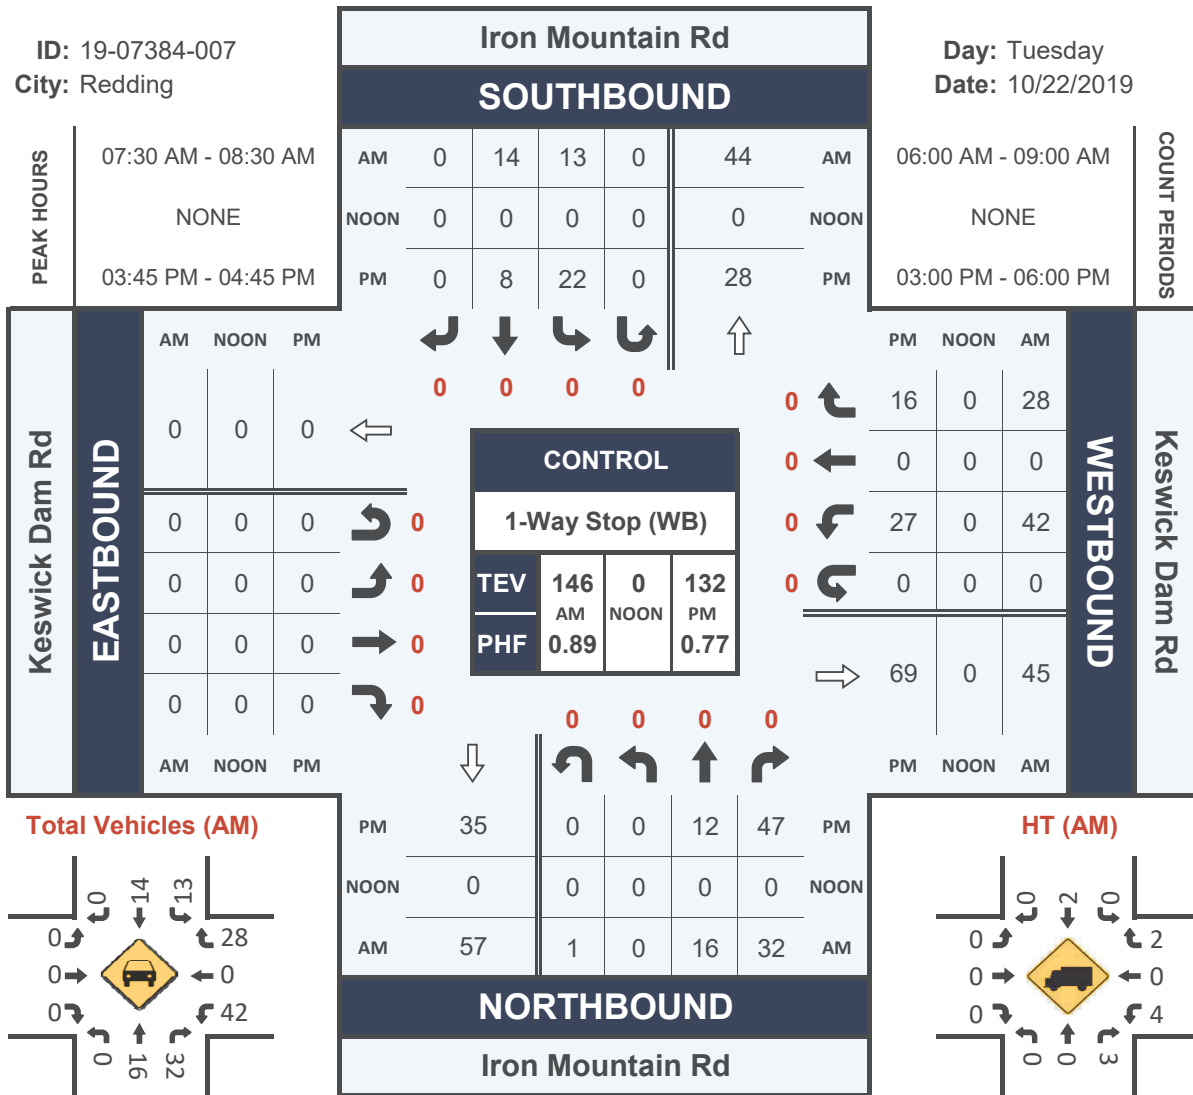 ID: 19-07384-007
City: Redding
Iron Mountain Rd
SOUTHBOUND
Day: Tuesday
Date: 10/22/2019
PEAK HOURS
07:30 AM - 08:30 AM
NONE
03:45 PM - 04:45 PM
AM 0 14 13 0 44 AM
NOON 0 0 0 0 0 NOON
PM 0 8 22 0 28 PM
06:00 AM - 09:00 AM
NONE
03:00 PM - 06:00 PM
COUNT PERIODS
0 0 0 0
Keswick Dam Rd
EASTBOUND
AM NOON PM
0 0 0
0 0 0 0
0 0 0 0
0 0 0 0
0 0 0 0
AM NOON PM
CONTROL
1-Way Stop (WB)
TEV 146 0 132
AM NOON PM
PHF 0.89 0.77
PM NOON AM
0 16 0 28
0 0 0 0
0 27 0 42
0 0 0 0
69 0 45
PM NOON AM
WESTBOUND
Keswick Dam Rd
0 0 0 0
PM 35 0 0 12 47 PM
NOON 0 0 0 0 0 NOON
AM 57 1 0 16 32 AM
NORTHBOUND
Iron Mountain Rd
Total Vehicles (AM)
0 14 13
0 28
0 0
0 42
0 16 32
HT (AM)
0 2 0
0 2
0 0
0 4
0 0 3